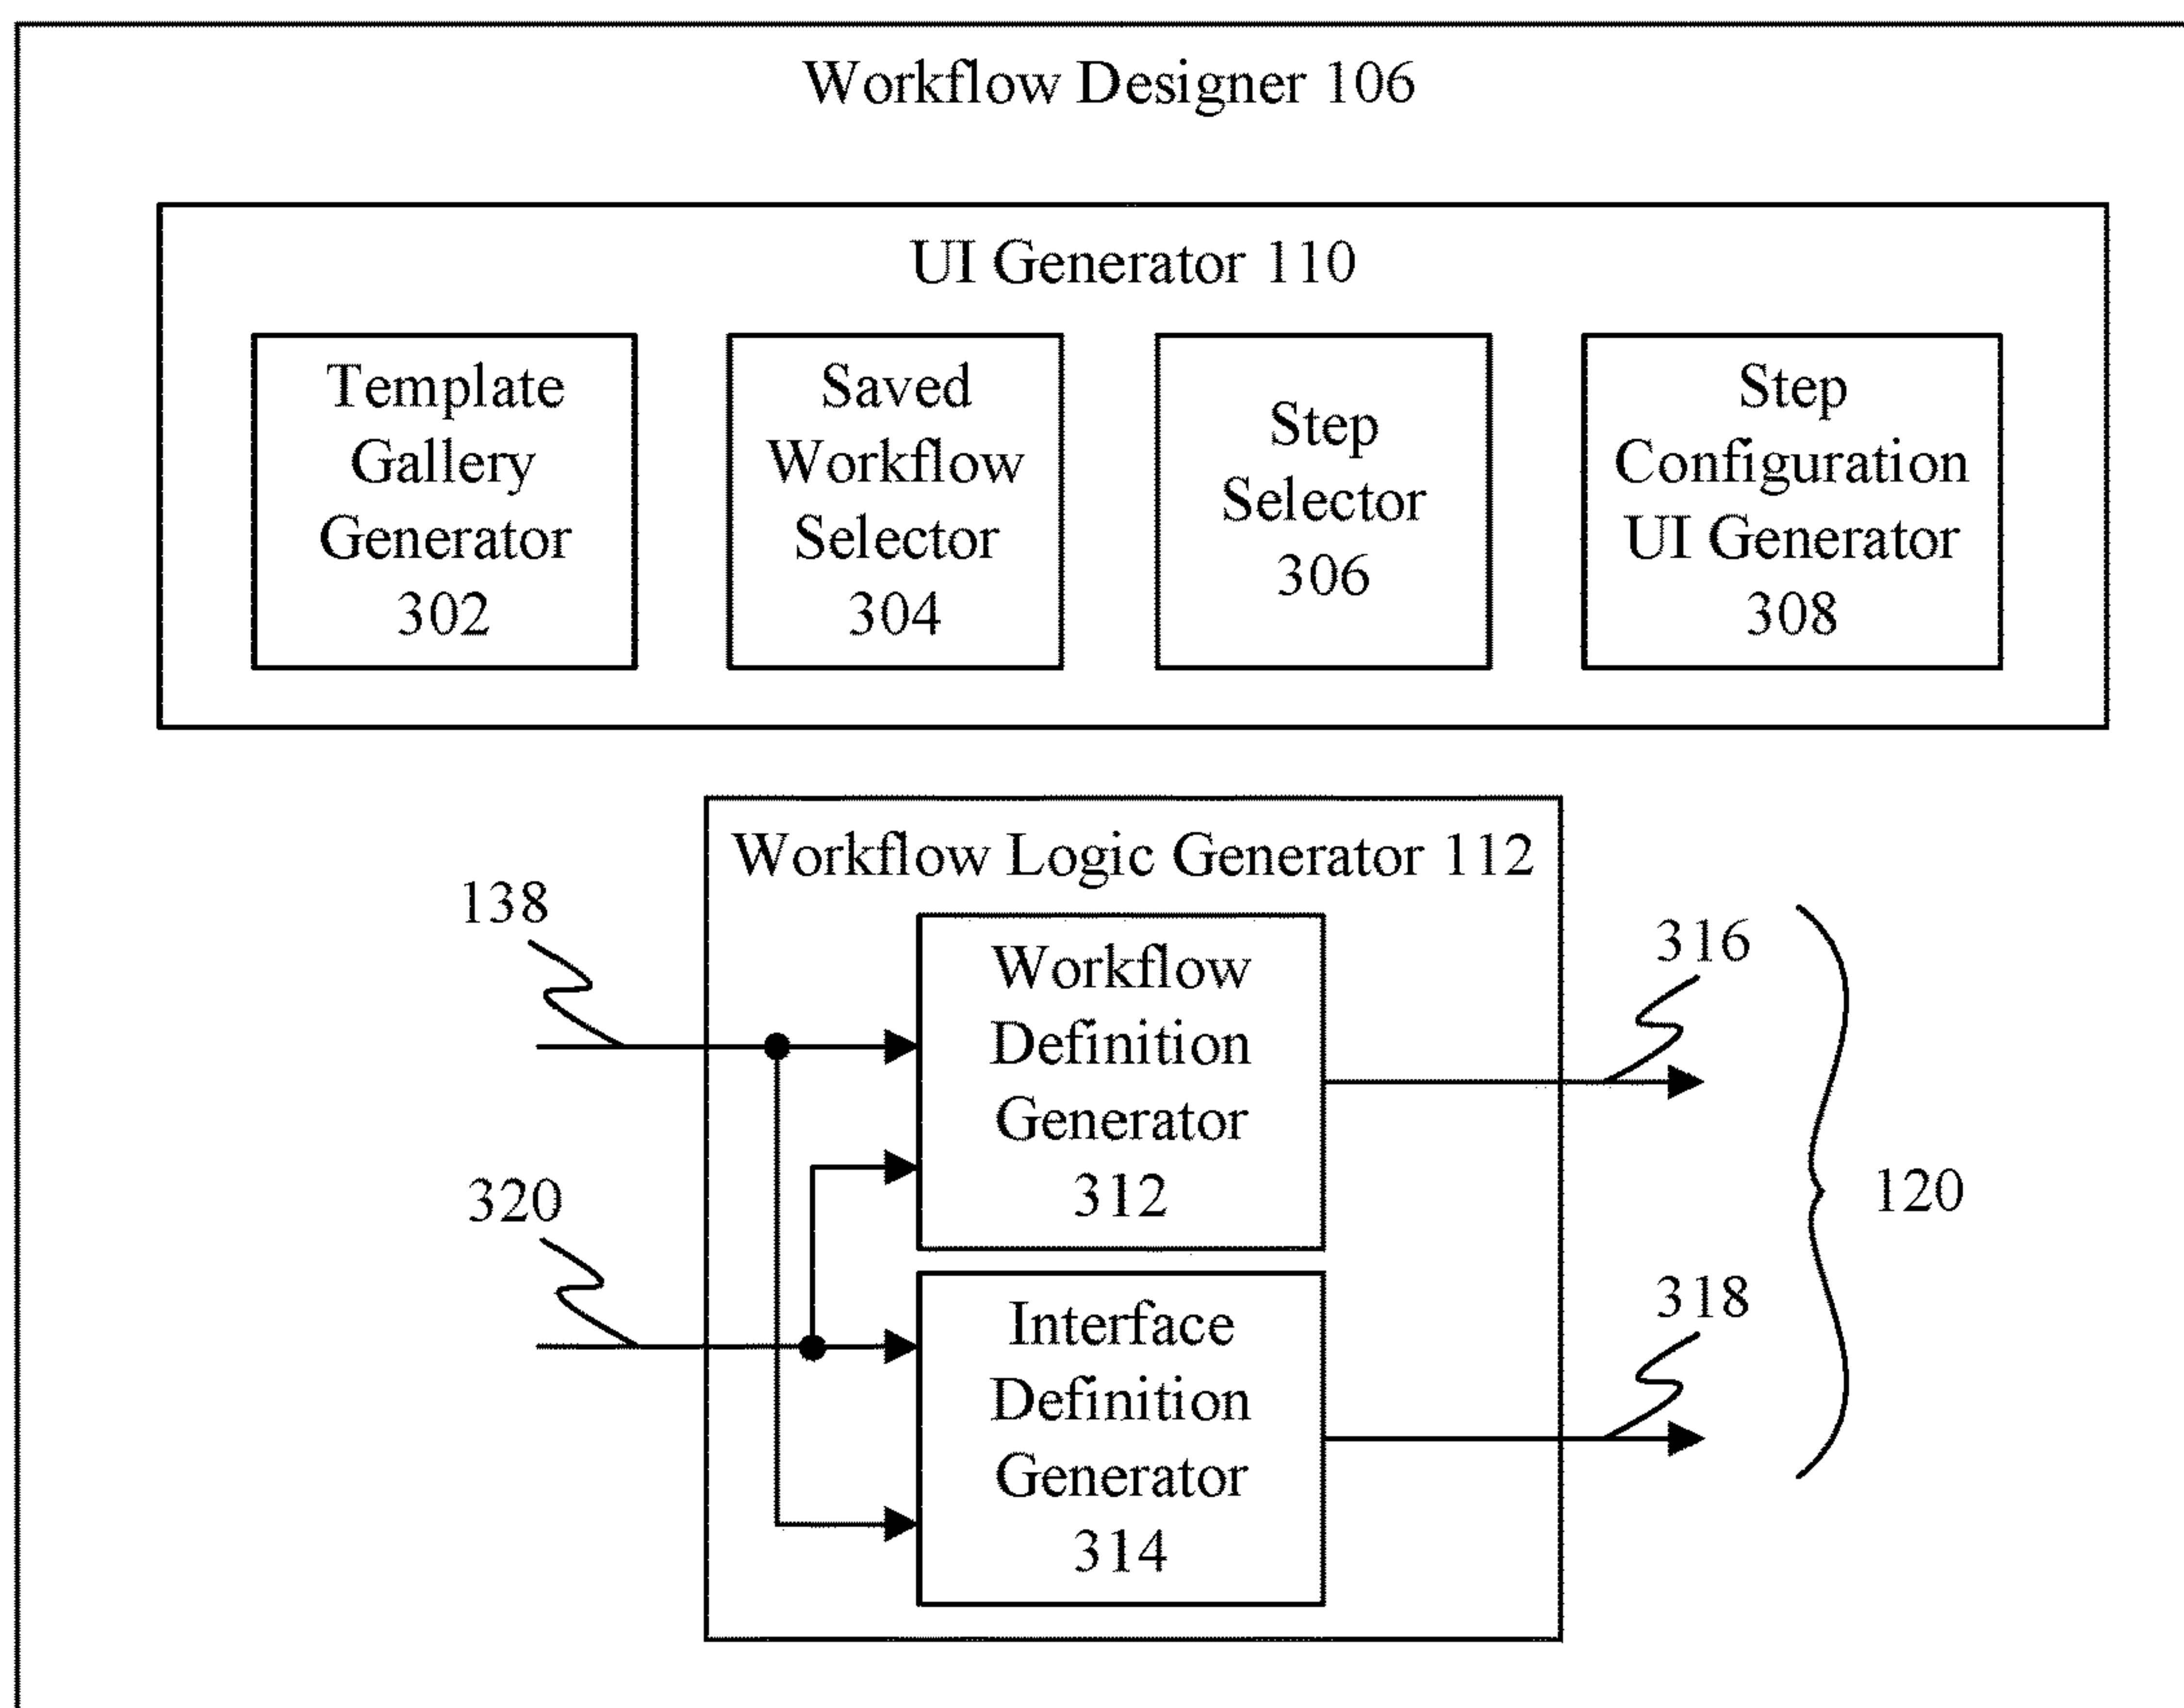 Workflow Designer 106
UI Generator 110
Template
Gallery
Generator
302
Saved
Workflow
Selector
304
Step
Selector
306
Step
Configuration
UI Generator
308
Workflow Logic Generator 112
138
320
Workflow
Definition
Generator
312
Interface
Definition
Generator
314
316
318
120